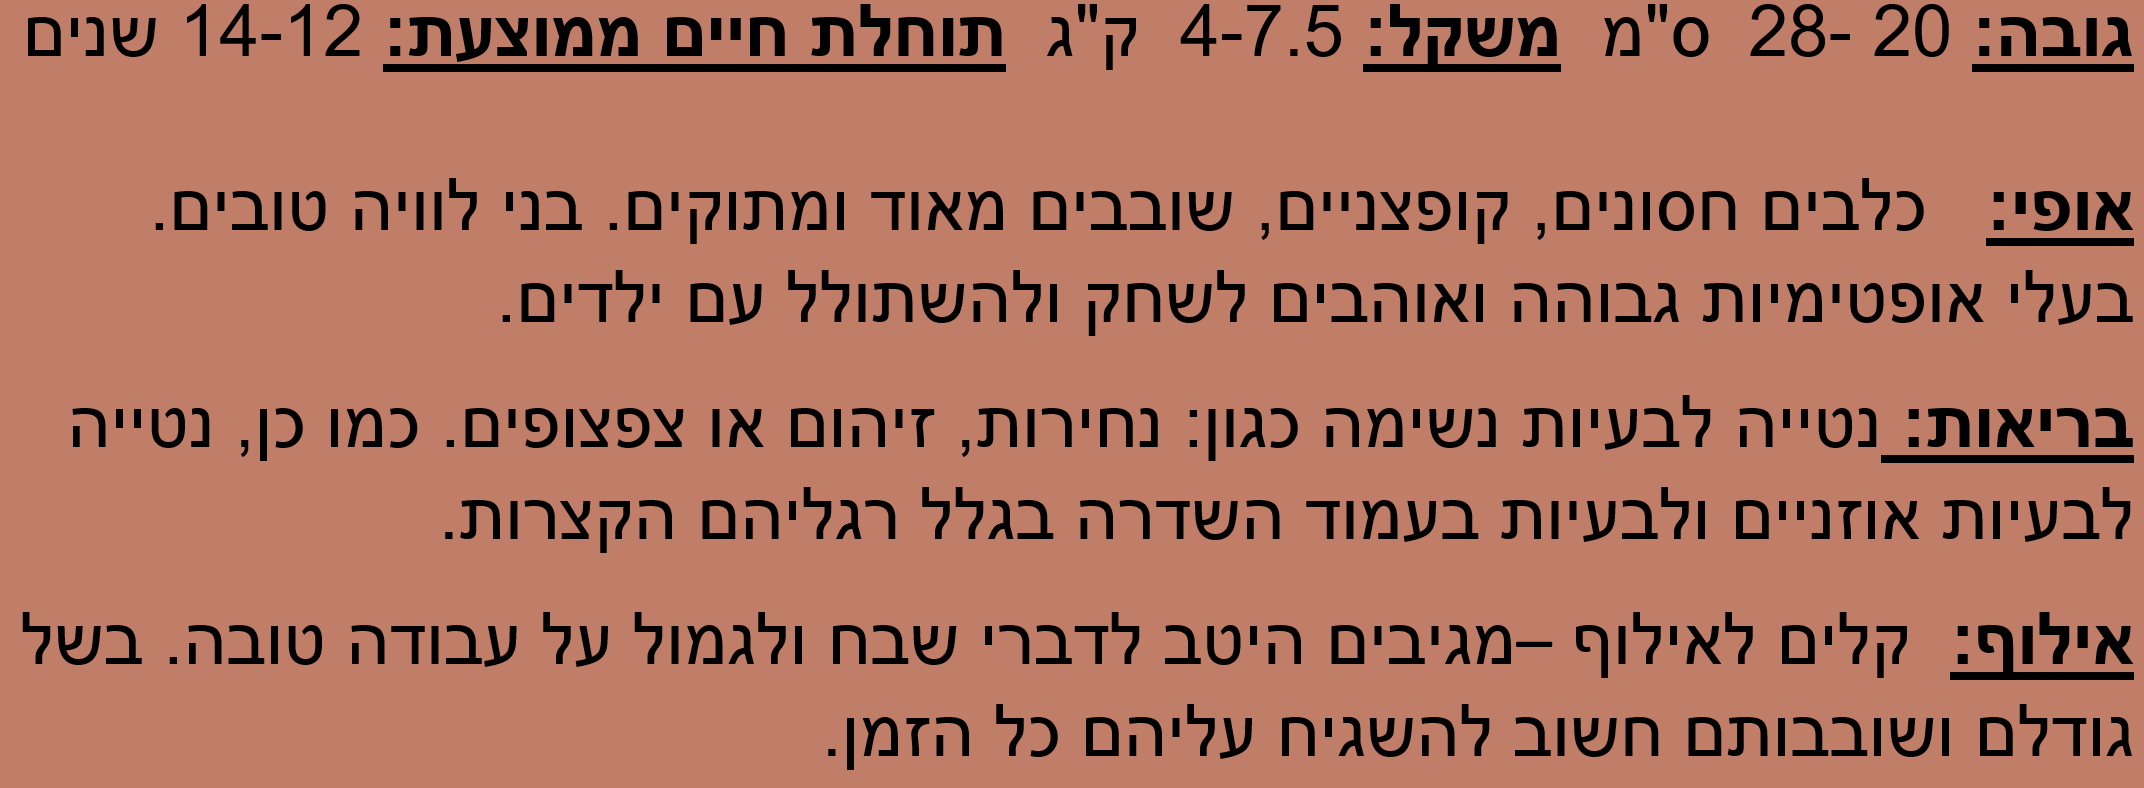 גובה: 20 -28 ס"מ משקל: 4-7.5 ק"ג תוחלת חיים ממוצעת: 14-12 שנים
אופי: כלבים חסונים, קופצניים, שובבים מאוד ומתוקים. בני לוויה טובים.
בעלי אופטימיות גבוהה ואוהבים לשחק ולהשתולל עם ילדים.
בריאות: נטייה לבעיות נשימה כגון: נחירות, זיהום או צפצופים. כמו כן, נטייה
לבעיות אוזניים ולבעיות בעמוד השדרה בגלל רגליהם הקצרות.
אילוף: קלים לאילוף –מגיבים היטב לדברי שבח ולגמול על עבודה טובה. בשל
גודלם ושובבותם חשוב להשגיח עליהם כל הזמן.